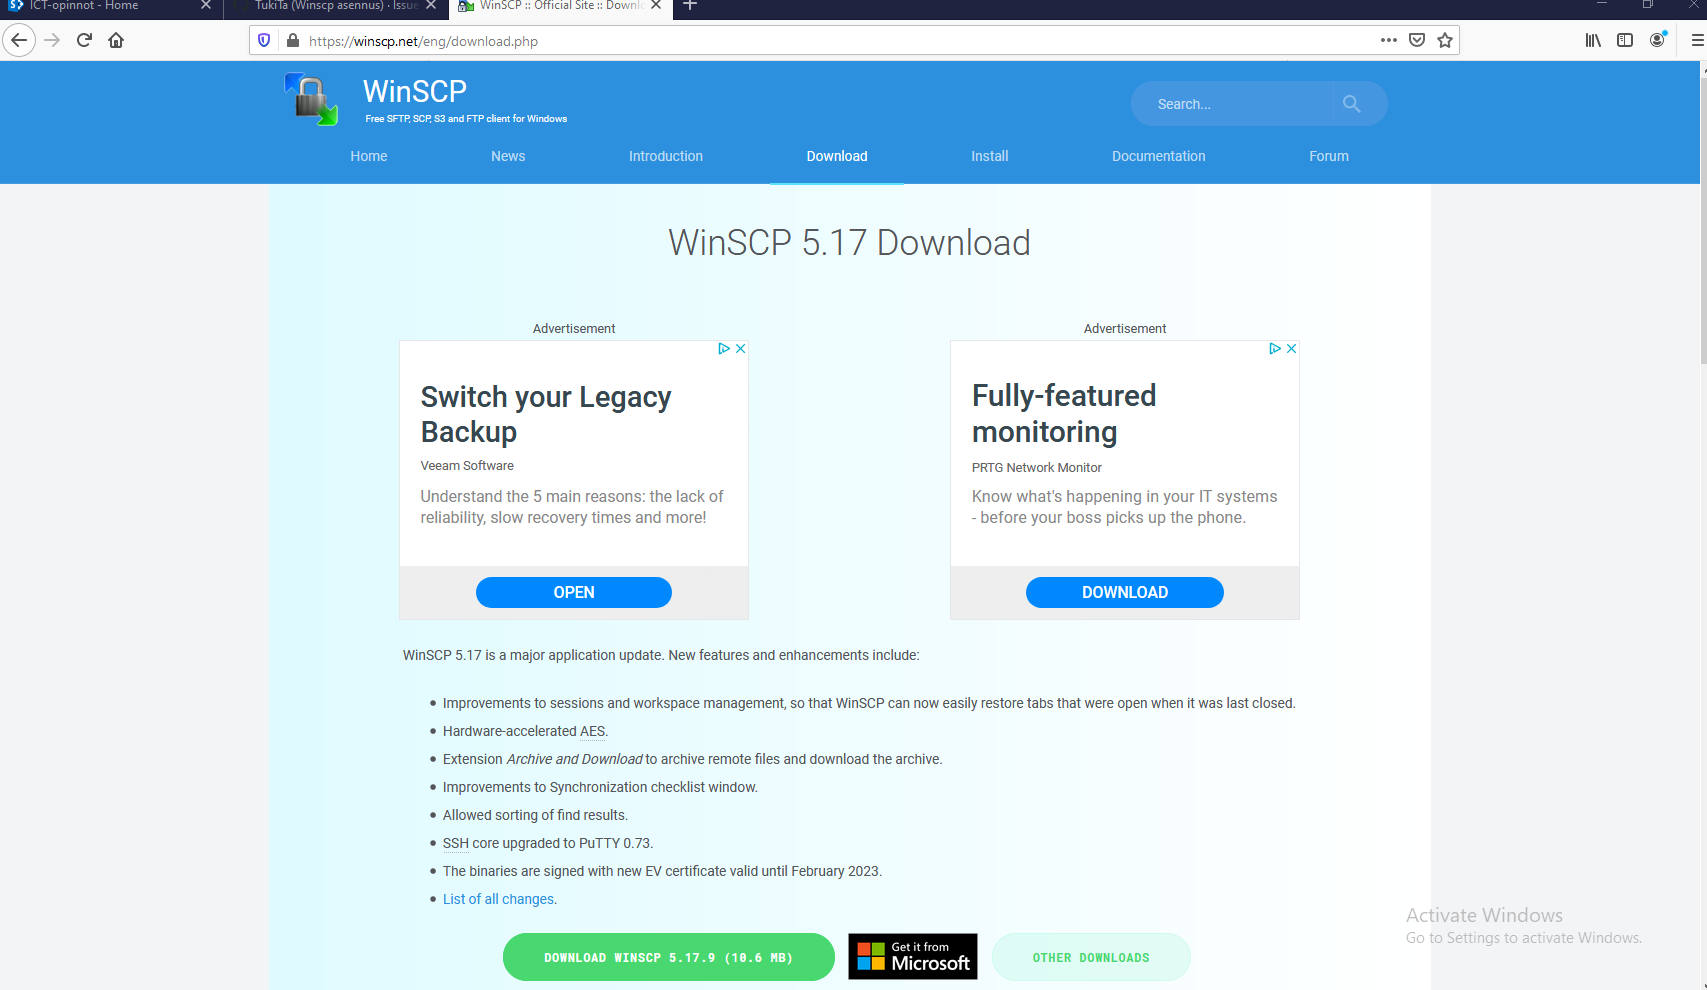 ICT-opinnot - Home
TukiTa (Winscp asennus) · Issue
WinSCP :: Official Site :: Downl
https://winscp.net/eng/download.php
WinSCP
Free SFTP, SCP, S3 and FTP client for Windows
Search...
Home
News
Introduction
Download
Install
Documentation
Forum
WinSCP 5.17 Download
Advertisement
Switch your Legacy
Backup
Veeam Software
Understand the 5 main reasons: the lack of
reliability, slow recovery times and more!
OPEN
Advertisement
Fully-featured
monitoring
PRTG Network Monitor
Know what's happening in your IT systems
- before your boss picks up the phone.
DOWNLOAD
WinSCP 5.17 is a major application update. New features and enhancements include:
Improvements to sessions and workspace management, so that WinSCP can now easily restore tabs that were open when it was last closed.
Hardware-accelerated AES.
Extension Archive and Download to archive remote files and download the archive.
Improvements to Synchronization checklist window.
Allowed sorting of find results.
SSH core upgraded to PuTTY 0.73.
The binaries are signed with new EV certificate valid until February 2023.
List of all changes.
DOWNLOAD WINSCP 5.17.9 (10.6 MB)
Get it from
Microsoft
OTHER DOWNLOADS
Activate Windows
Go to Settings to activate Windows.